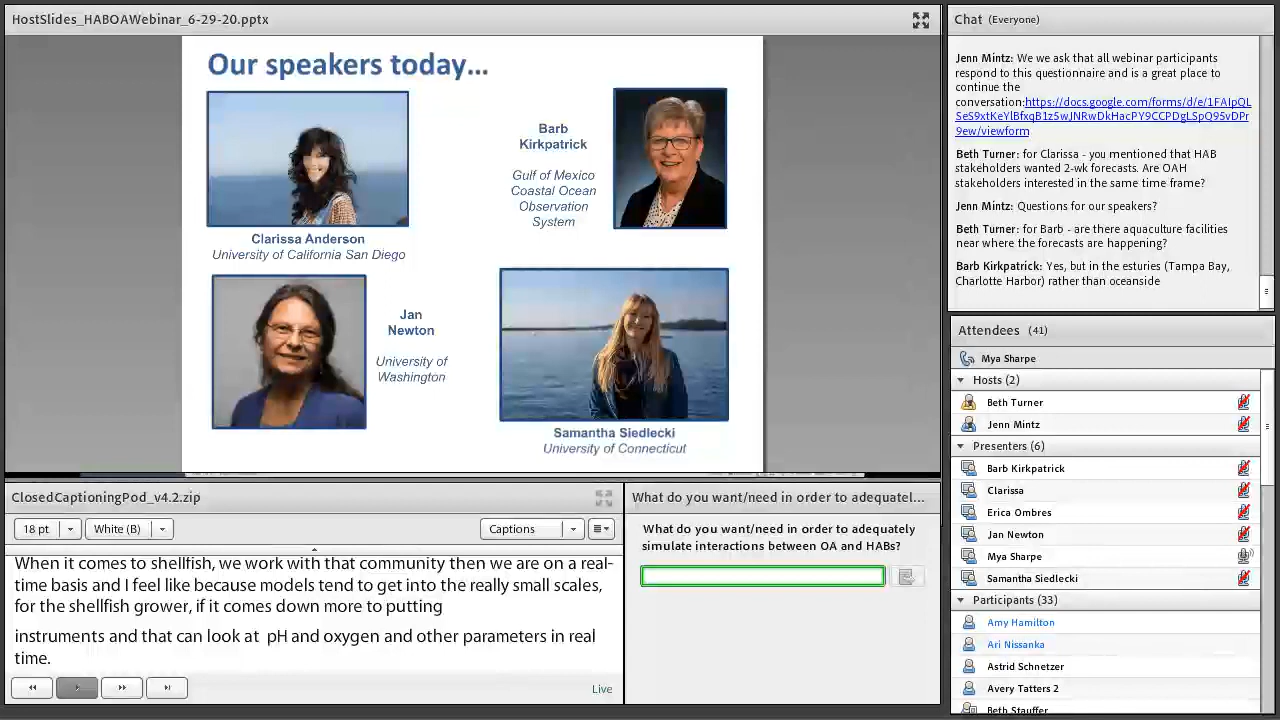 HostSlides_HABOAWebinar_6-29-20.pptx
Our speakers today...
Clarissa Anderson
University of California San Diego
Barb
Kirkpatrick
Gulf of Mexico
Coastal Ocean
Observation
System
Jan
Newton
University of
Washington
Samantha Siedlecki
University of Connecticut
ClosedCaptioningPod_v4.2.zip
18 pt
White (B)
Captions
When it comes to shellfish, we work with that community then we are on a real-
time basis and I feel like because models tend to get into the really small scales,
for the shellfish grower, if it comes down more to putting
instruments and that can look at pH and oxygen and other parameters in real
time.
Live
What do you want/need in order to adequatel...
What do you want/need in order to adequately
simulate interactions between OA and HABs?
Chat (Everyone)
Jenn Mintz: We we ask that all webinar participants
respond to this questionnaire and is a great place to
continue the
conversation:https://docs.google.com/forms/d/e/1FAIpQL
SeS9xtKeYlBfxqB1z5wJNRwDkHacPY9CCPDgLSpQ95vDPr
9ew/viewform
Beth Turner: for Clarissa - you mentioned that HAB
stakeholders wanted 2-wk forecasts. Are OAH
stakeholders interested in the same time frame?
Jenn Mintz: Questions for our speakers?
Beth Turner: for Barb - are there aquaculture facilities
near where the forecasts are happening?
Barb Kirkpatrick: Yes, but in the esturies (Tampa Bay,
Charlotte Harbor) rather than oceanside
Attendees (41)
Mya Sharpe
Hosts (2)
Beth Turner
Jenn Mintz
Presenters (6)
Barb Kirkpatrick
Clarissa
Erica Ombres
Jan Newton
Mya Sharpe
Samantha Siedlecki
Participants (33)
Amy Hamilton
Ari Nissanka
Astrid Schnetzer
Avery Tatters 2
Beth Stauffer